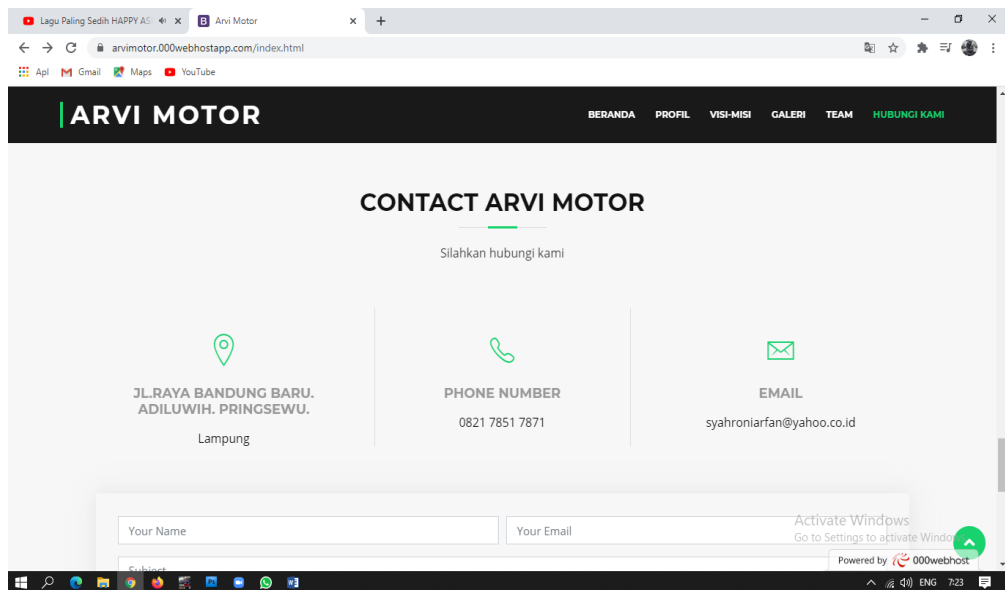 Lagu Paling Sedih HAPPY AS
Arvi Motor
arvimotor.000webhostapp.com/index.html
Apl Gmail Maps YouTube
ARVI MOTOR
BERANDA PROFIL VISI-MISI GALERI TEAM HUBUNGI KAMI
CONTACT ARVI MOTOR
Silahkan hubungi kami
JL.RAYA BANDUNG BARU.
ADILUWIH. PRINGSEWU.
Lampung
PHONE NUMBER
0821 7851 7871
EMAIL
syahroniarfan@yahoo.co.id
Your Name
Your Email
Subject
Activate Windows
Go to Settings to activate Windo
Powered by 000webhost
ENG 7:23